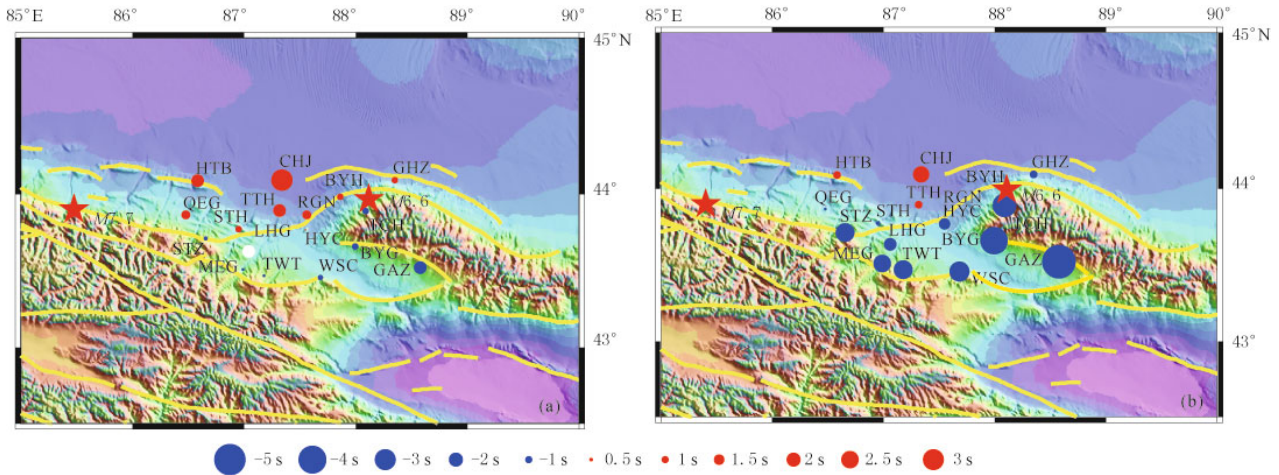 85°E 86° 87° 88° 89° 90°
45°N
HTB CHJ GHZ
BYH
QEG TTH RGN M6.6
M7.7 STH
LHG HYC
STZ BYG
MEG TWT WSC GAZ
44°
43°
(a)
85°E 86° 87° 88° 89° 90°
45°N
HTB CHJ GHZ
BYH
QEG TTH RGN M6.6
STZ STH HYC
LHG BYG
MEG TWT WSC GAZ
44°
43°
(b)
-5 s -4 s -3 s -2 s -1 s 0.5 s 1 s 1.5 s 2 s 2.5 s 3 s